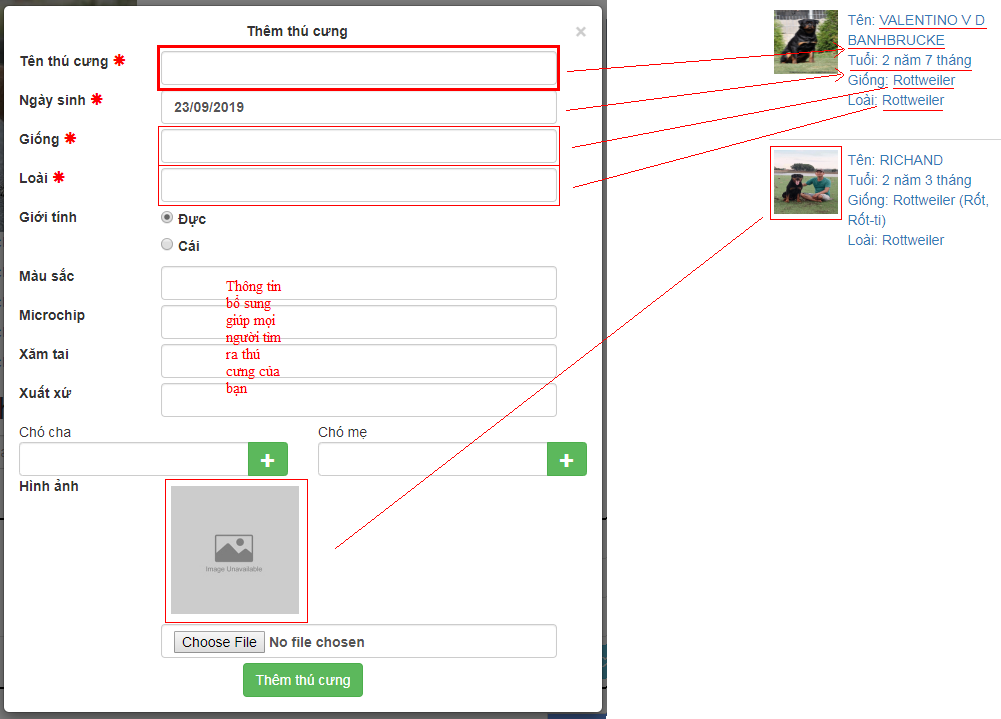 Thêm thú cưng
×
Tên thú cưng ✱
Ngày sinh ✱
23/09/2019
Giống ✱
Loài ✱
Giới tính
Đực
Cái
Màu sắc
Microchip
Xăm tai
Xuất xứ
Thông tin
bổ sung
giúp mọi
người tìm
ra thú
cưng của
bạn
Chó cha
Chó mẹ
+
+
Hình ảnh
Image Unavailable
Choose File No file chosen
Thêm thú cưng
Tên: VALENTINO V D
BANHBRUCKE
Tuổi: 2 năm 7 tháng
Giống: Rottweiler
Loài: Rottweiler
Tên: RICHAND
Tuổi: 2 năm 3 tháng
Giống: Rottweiler (Rốt,
Rốt-ti)
Loài: Rottweiler